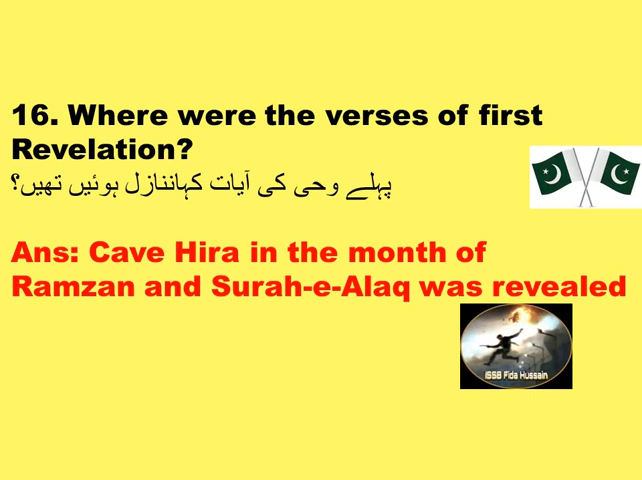 16. Where were the verses of first
Revelation?
پہلے وحی کی آیات کہاننازل ہوئیں تھیں؟
Ans: Cave Hira in the month of
Ramzan and Surah-e-Alaq was revealed
ISSB Fida Hussain